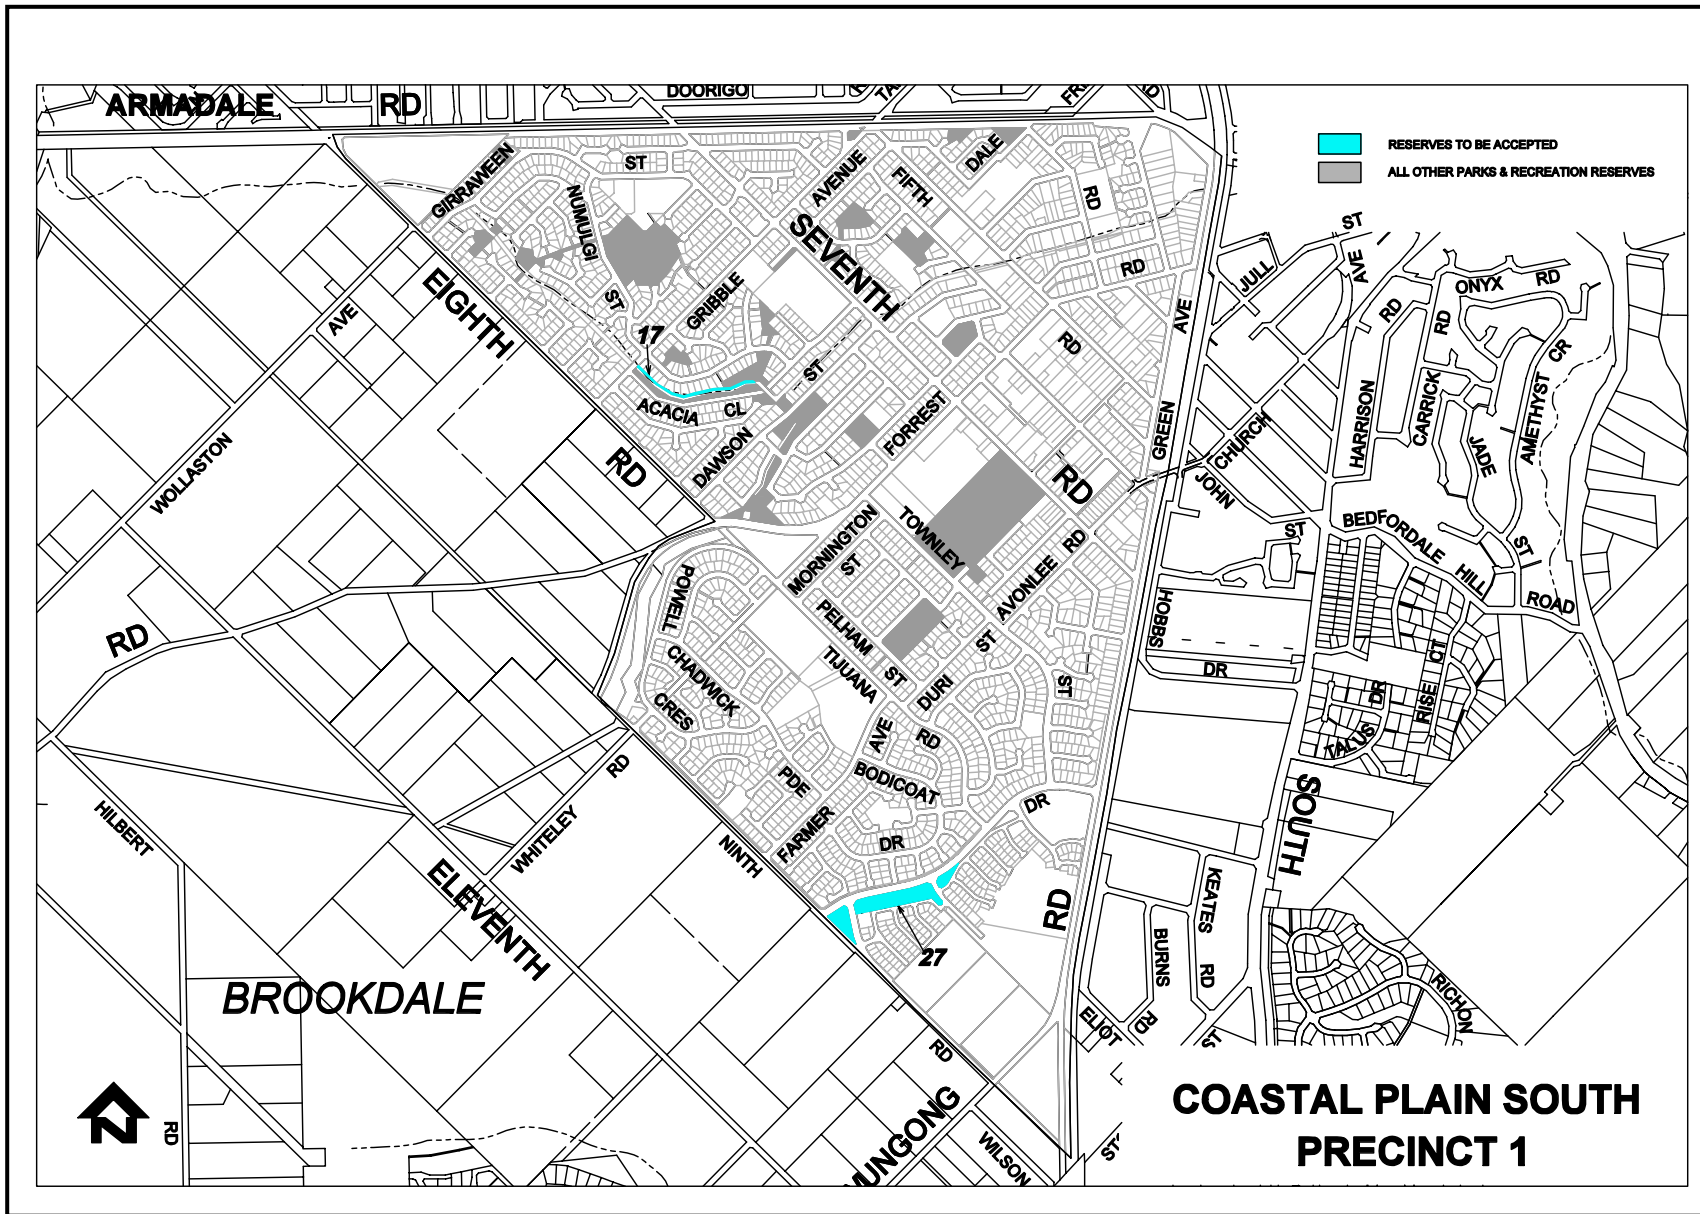 DOORIGO
ARMADALE RD
RESERVES TO BE ACCEPTED
ALL OTHER PARKS & RECREATION RESERVES
GIRAWEEN
ST
NUMULGI
ST
AVENUE
FIFTH
DALE
RD
RD
SEVENTH
RD
GRIBBLE
17
EIGHTH
RD
AVE
WOLLASTON
ACACIA CL
ST
DAWSON
FORREST
RD
GREEN
AVE
JULL
ST
AVE
RD
ONYX RD
RD
CR
AMETHYST
CARRICK
HARRISON
JADE
CHURCH
JOHN
ST
BEDFORDALE
HILL
ST
ROAD
MORNINGTON
ST
TOWNLEY
AVONLEE RD
HOBBS
DR
POWELL
PELHAM
ST
TIJUANA
AVE
DURI
ST
ST
CHADWICK
CRES
RD
BODICOAT
PDE
FARMER
DR
DR
RISE
CT
DR
TALUS
SOUTH
RD
HILBERT
WHITELEY
RD
NINTH
ELEVENTH
27
RD
KEATES
RD
BURNS
RD
ELIOT
RICHON
BROOKDALE
RD
N
RD
WILSON
COASTAL PLAIN SOUTH
PRECINCT 1